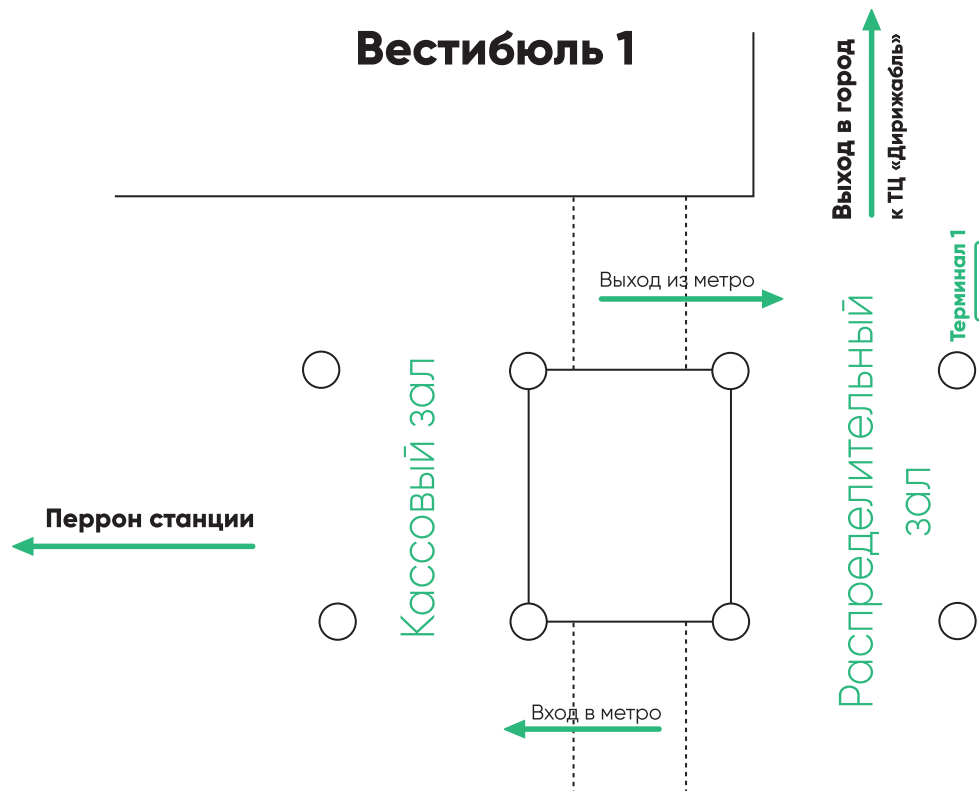 Вестибюль 1
Выход в город
к ТЦ «Дирижабль»
Терминал 1
Выход из метро
Распределительный
зал
Кассовый зал
Перрон станции
Вход в метро